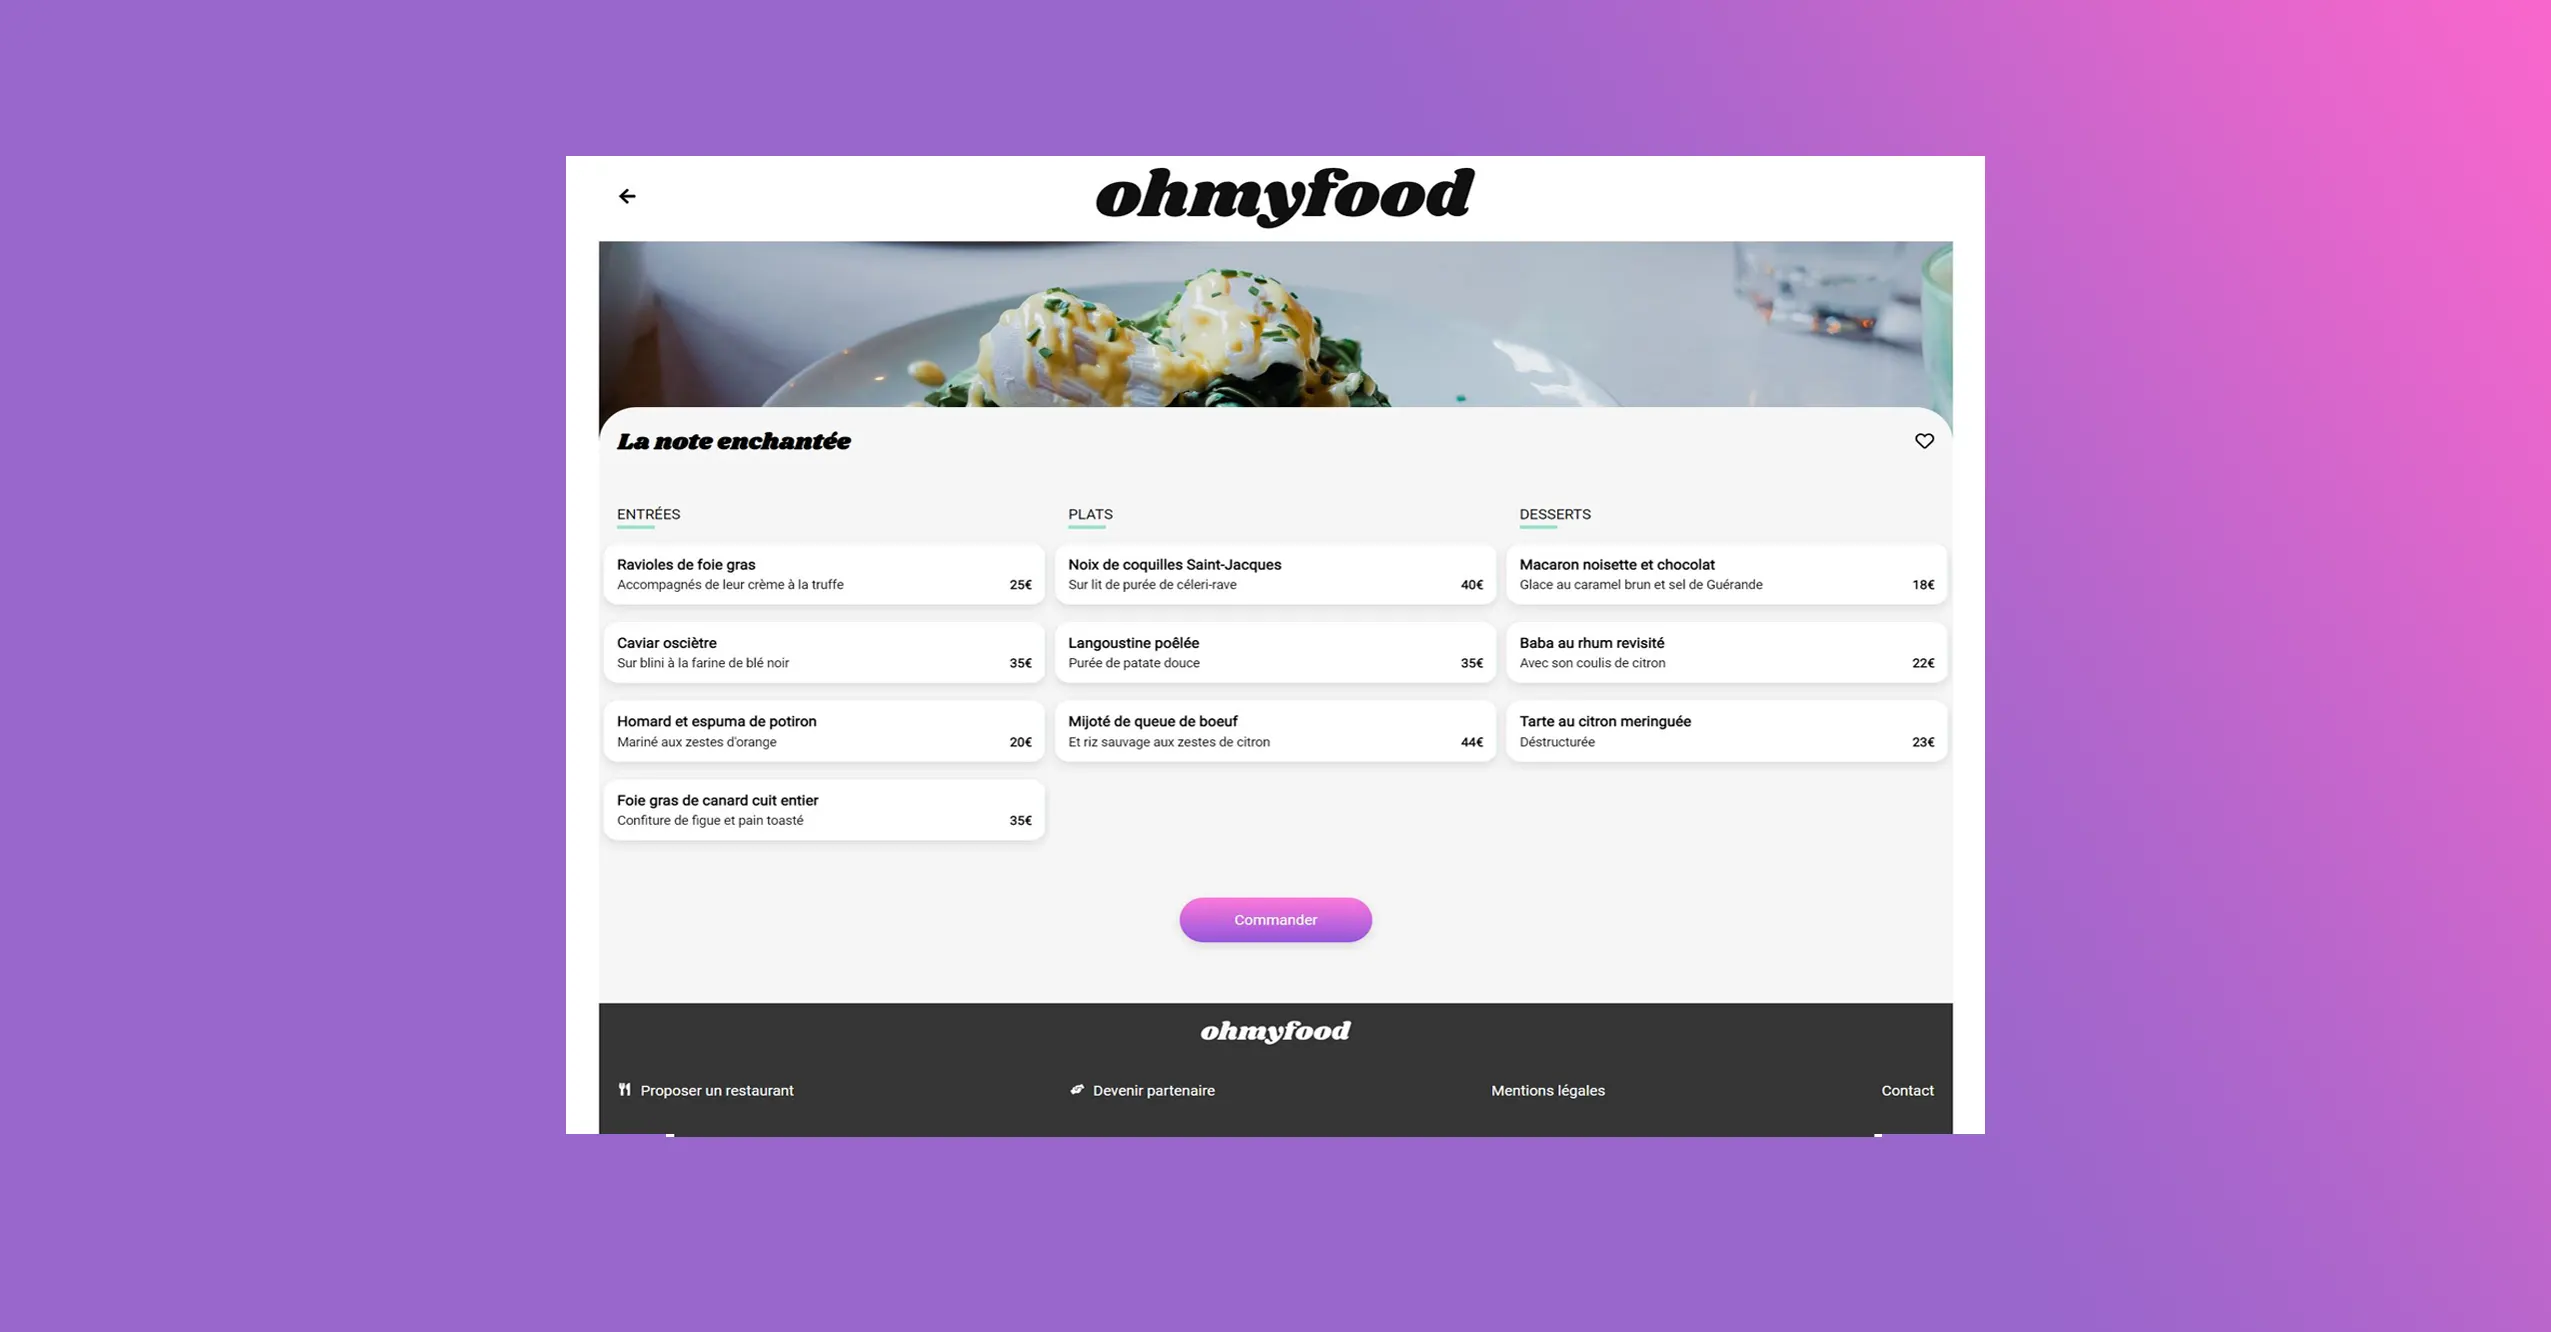 ohmyfood
La note enchantée
ENTRÉES
Ravioles de foie gras
Accompagnés de leur crème à la truffe
25€
Caviar osciètre
Sur blini à la farine de blé noir
35€
Homard et espuma de potiron
Mariné aux zestes d'orange
20€
Foie gras de canard cuit entier
Confiture de figue et pain toasté
35€
PLATS
Noix de coquilles Saint-Jacques
Sur lit de purée de céleri-rave
40€
Langoustine poêlée
Purée de patate douce
35€
Mijoté de queue de boeuf
Et riz sauvage aux zestes de citron
44€
DESSERTS
Macaron noisette et chocolat
Glace au caramel brun et sel de Guérande
18€
Baba au rhum revisité
Avec son coulis de citron
22€
Tarte au citron meringuée
Déstructurée
23€
Commander
ohmyfood
Proposer un restaurant
Devenir partenaire
Mentions légales
Contact